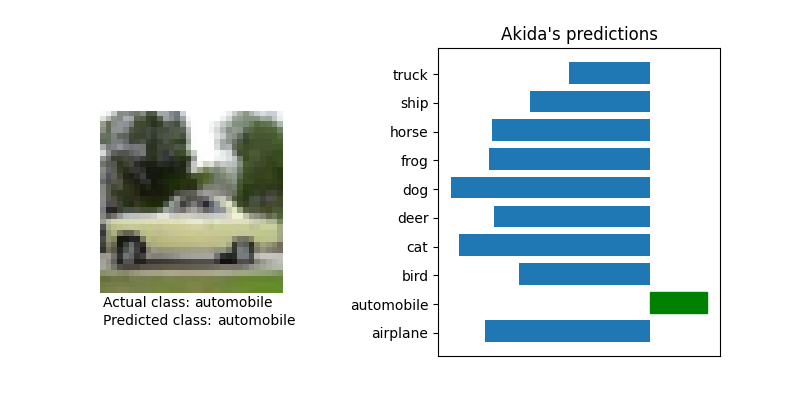 Actual class: automobile
Predicted class: automobile
Akida's predictions
truck
ship
horse
frog
dog
deer
cat
bird
automobile
airplane